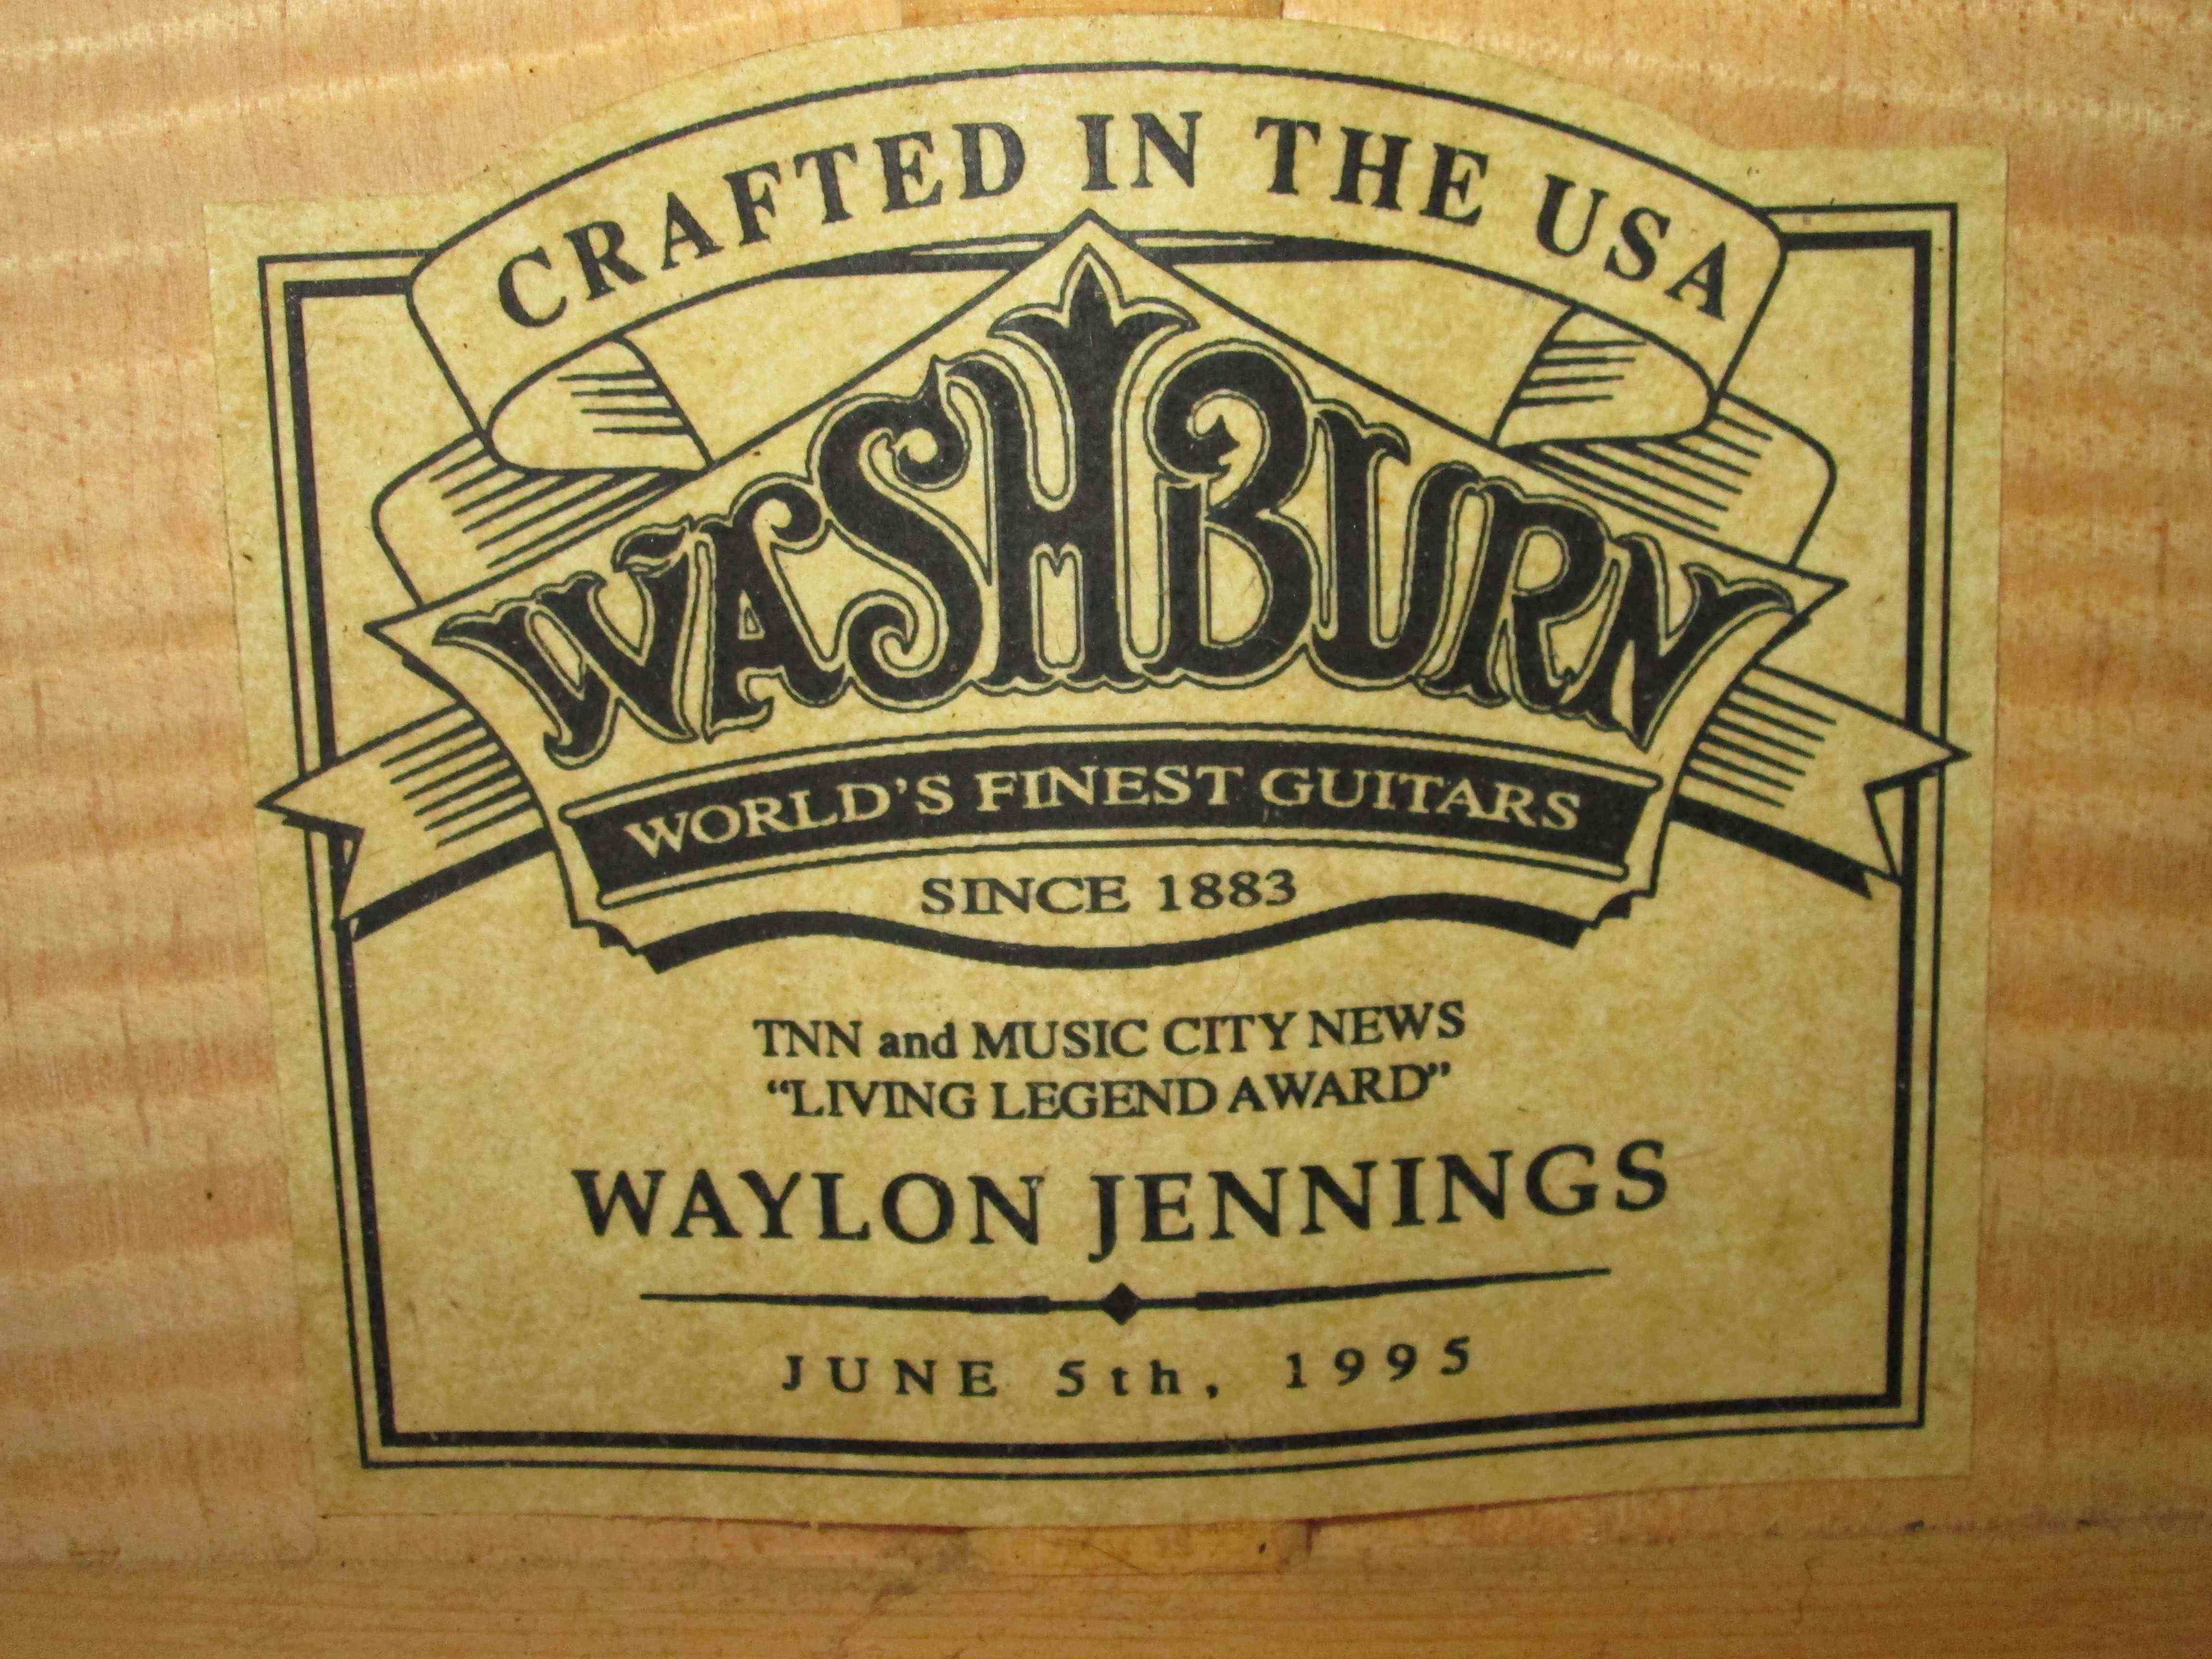 CRAFTED IN THE USA
WASHBURN
WORLD'S FINEST GUITARS
SINCE 1883
TNN and MUSIC CITY NEWS
“LIVING LEGEND AWARD”
WAYLON JENNINGS
JUNE 5th, 1995